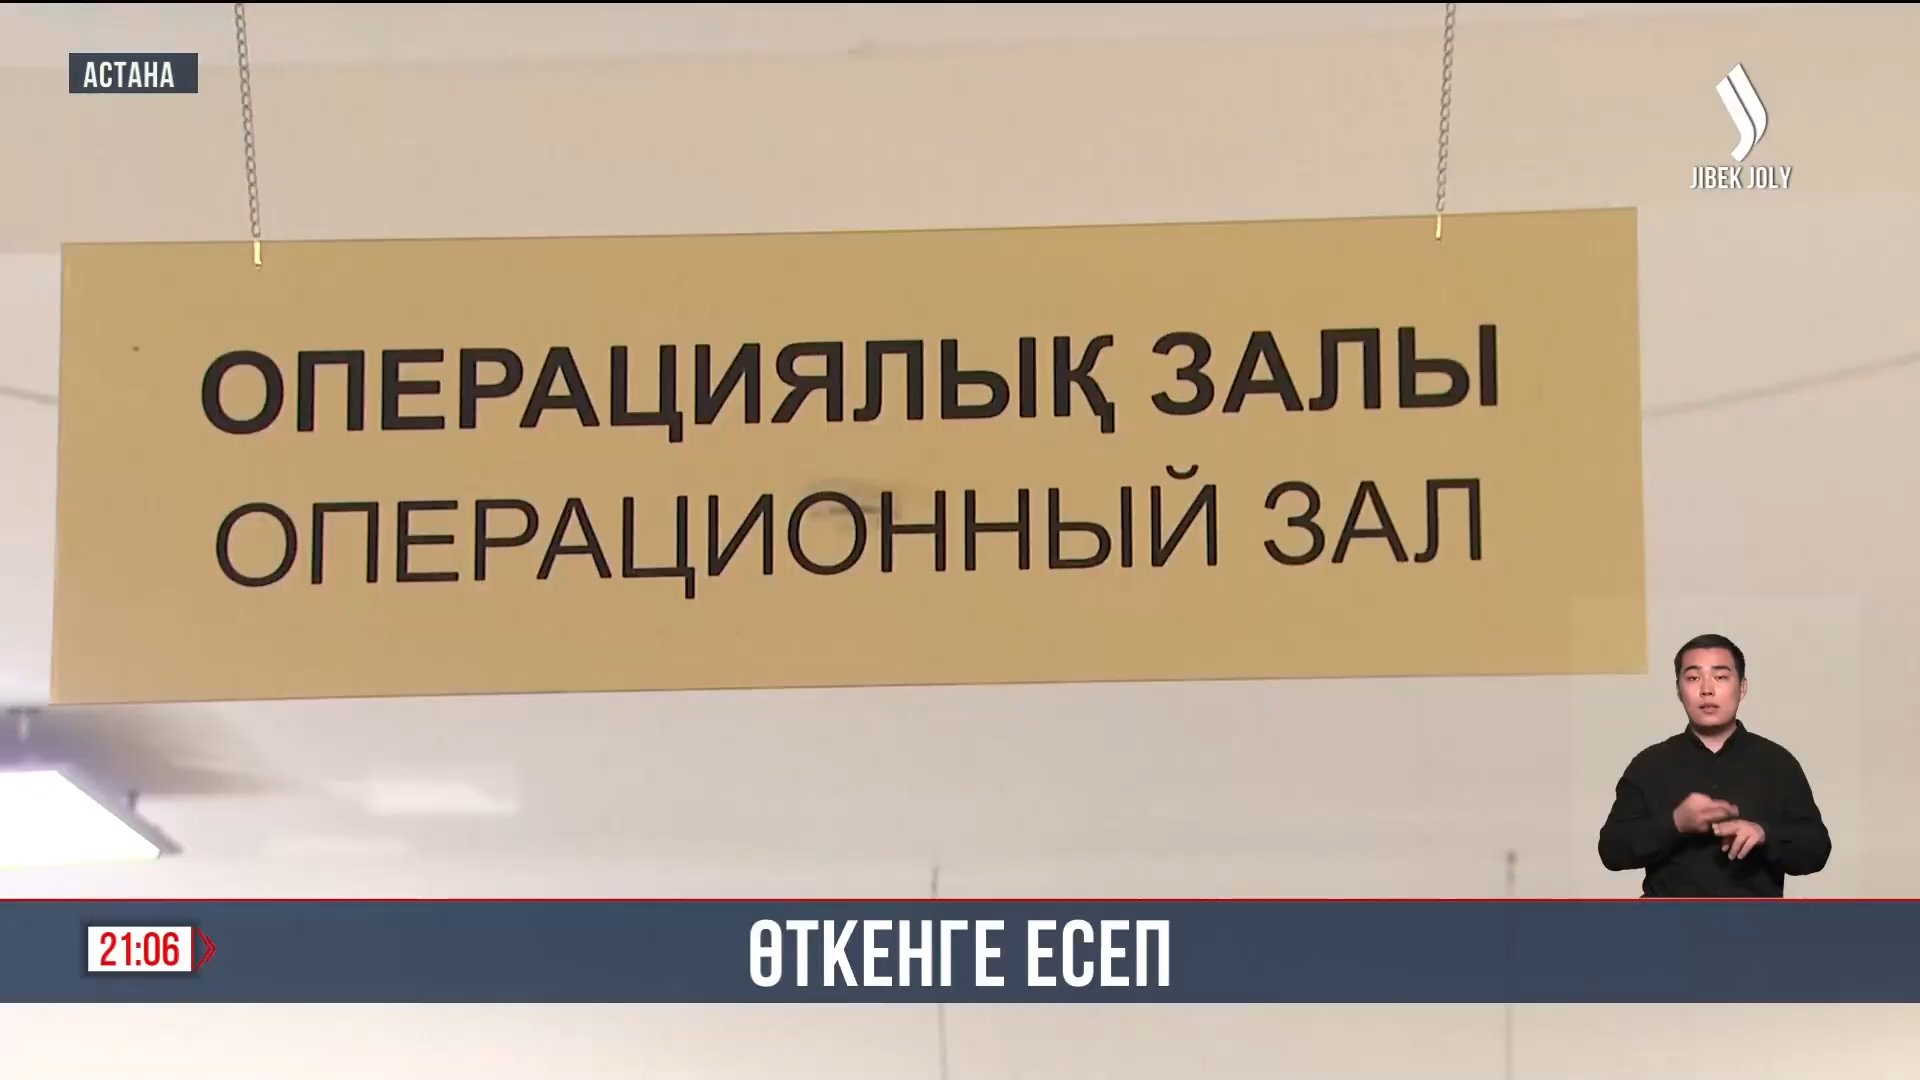 АСТАНА
JIBEK JOLY
ОПЕРАЦИЯЛЫҚ ЗАЛЫ
ОПЕРАЦИОННЫЙ ЗАЛ
21:06
ӨТКЕНГЕ ЕСЕП